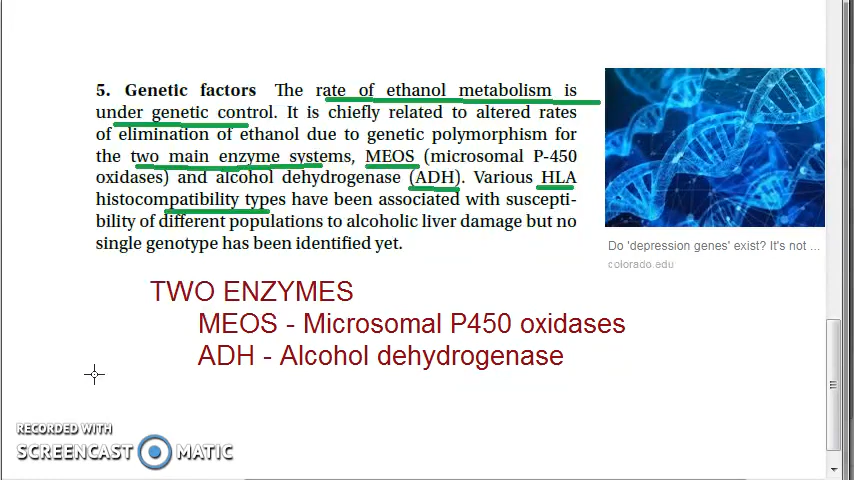 5. Genetic factors The rate of ethanol metabolism is
under genetic control. It is chiefly related to altered rates
of elimination of ethanol due to genetic polymorphism for
the two main enzyme systems, MEOS (microsomal P-450
oxidases) and alcohol dehydrogenase (ADH). Various HLA
histocompatibility types have been associated with suscepti-
bility of different populations to alcoholic liver damage but no
single genotype has been identified yet.
Do 'depression genes' exist? It's not ...
colorado.edu
TWO ENZYMES
MEOS - Microsomal P450 oxidases
ADH - Alcohol dehydrogenase
RECORDED WITH
SCREENCAST MATIC